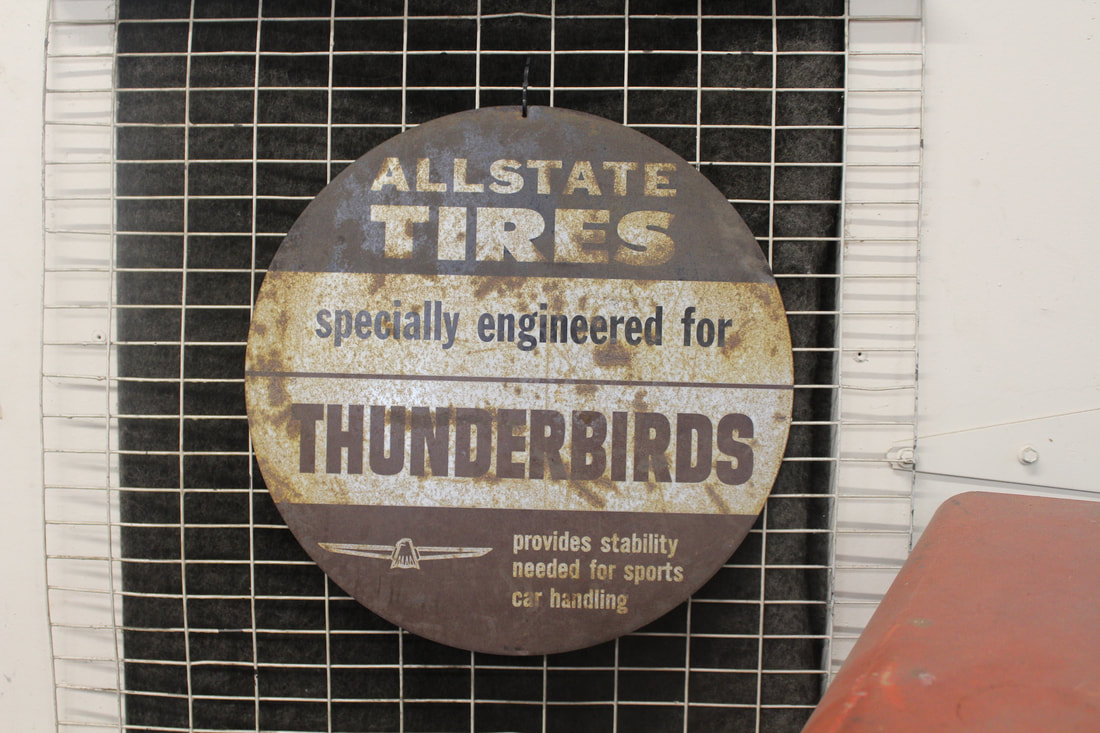 ALLSTATE
TIRES
specially engineered for
THUNDERBIRDS
provides stability
needed for sports
car handling